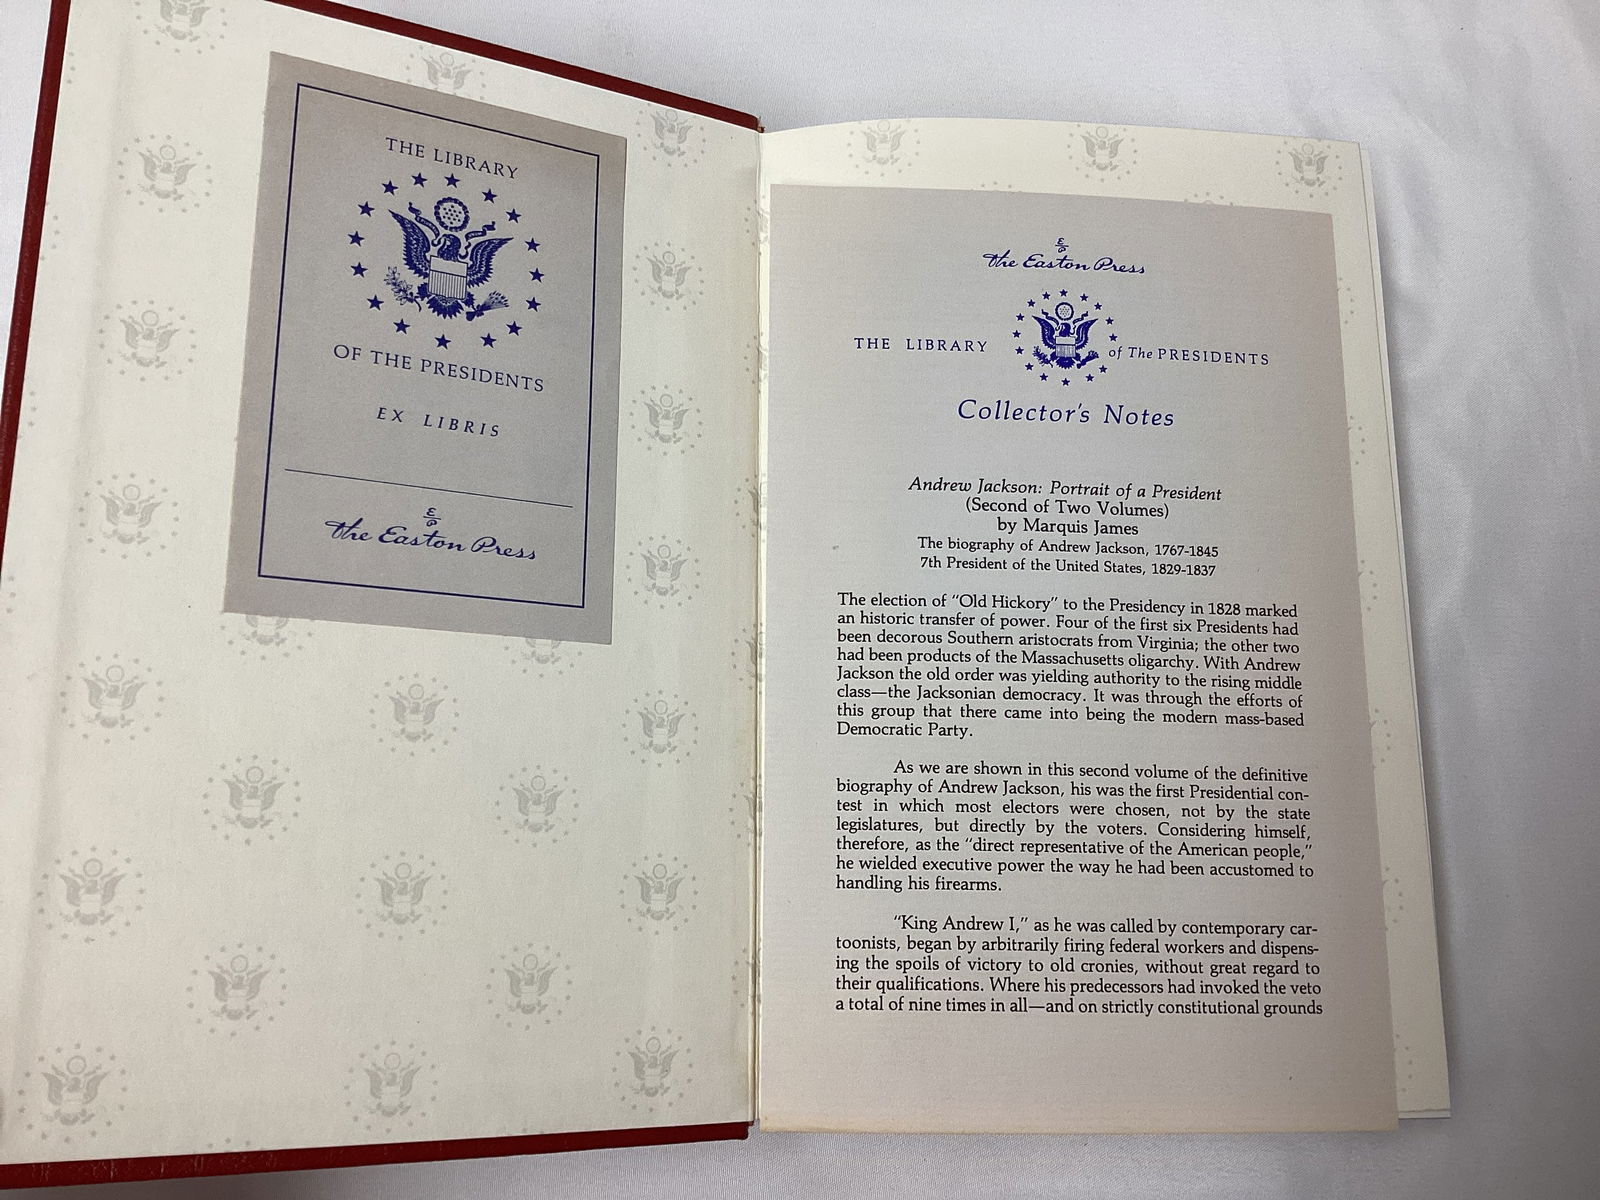 THE LIBRARY
OF THE PRESIDENTS
EX LIBRIS
E/P
The Easton Press
E/P
The Easton Press
THE LIBRARY of The PRESIDENTS
Collector's Notes
Andrew Jackson: Portrait of a President
(Second of Two Volumes)
by Marquis James
The biography of Andrew Jackson, 1767-1845
7th President of the United States, 1829-1837
The election of "Old Hickory" to the Presidency in 1828 marked
an historic transfer of power. Four of the first six Presidents had
been decorous Southern aristocrats from Virginia; the other two
had been products of the Massachusetts oligarchy. With Andrew
Jackson the old order was yielding authority to the rising middle
class—the Jacksonian democracy. It was through the efforts of
this group that there came into being the modern mass-based
Democratic Party.
As we are shown in this second volume of the definitive
biography of Andrew Jackson, his was the first Presidential con-
test in which most electors were chosen, not by the state
legislatures, but directly by the voters. Considering himself,
therefore, as the "direct representative of the American people,"
he wielded executive power the way he had been accustomed to
handling his firearms.
"King Andrew I," as he was called by contemporary car-
toonists, began by arbitrarily firing federal workers and dispens-
ing the spoils of victory to old cronies, without great regard to
their qualifications. Where his predecessors had invoked the veto
a total of nine times in all—and on strictly constitutional grounds